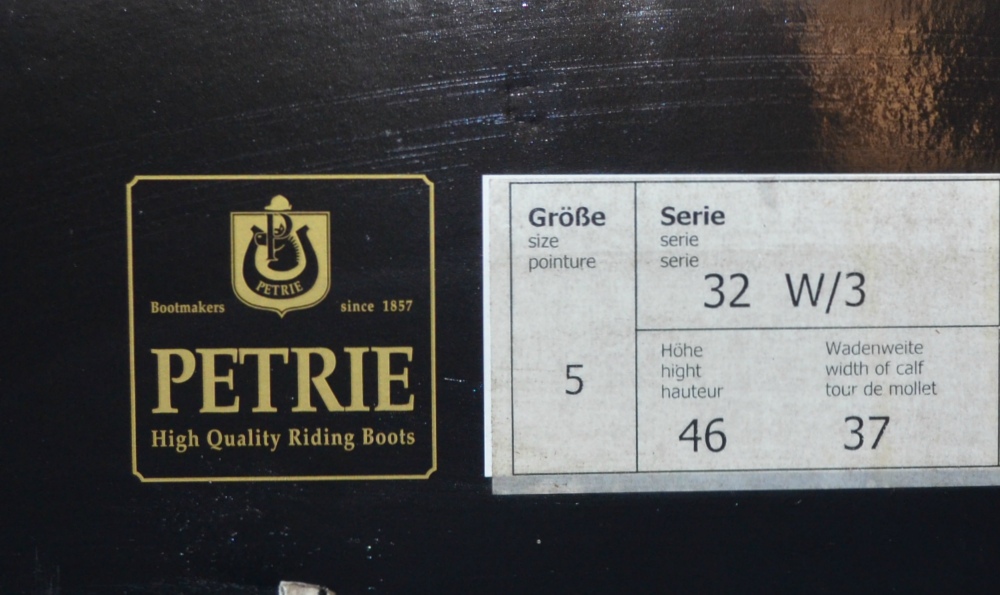 PETRIE
Bootmakers since 1857
PETRIE
High Quality Riding Boots
Größe
size
pointure
5
Serie
serie
serie
32 W/3
Höhe
hight
hauteur
46
Wadenweite
width of calf
tour de mollet
37